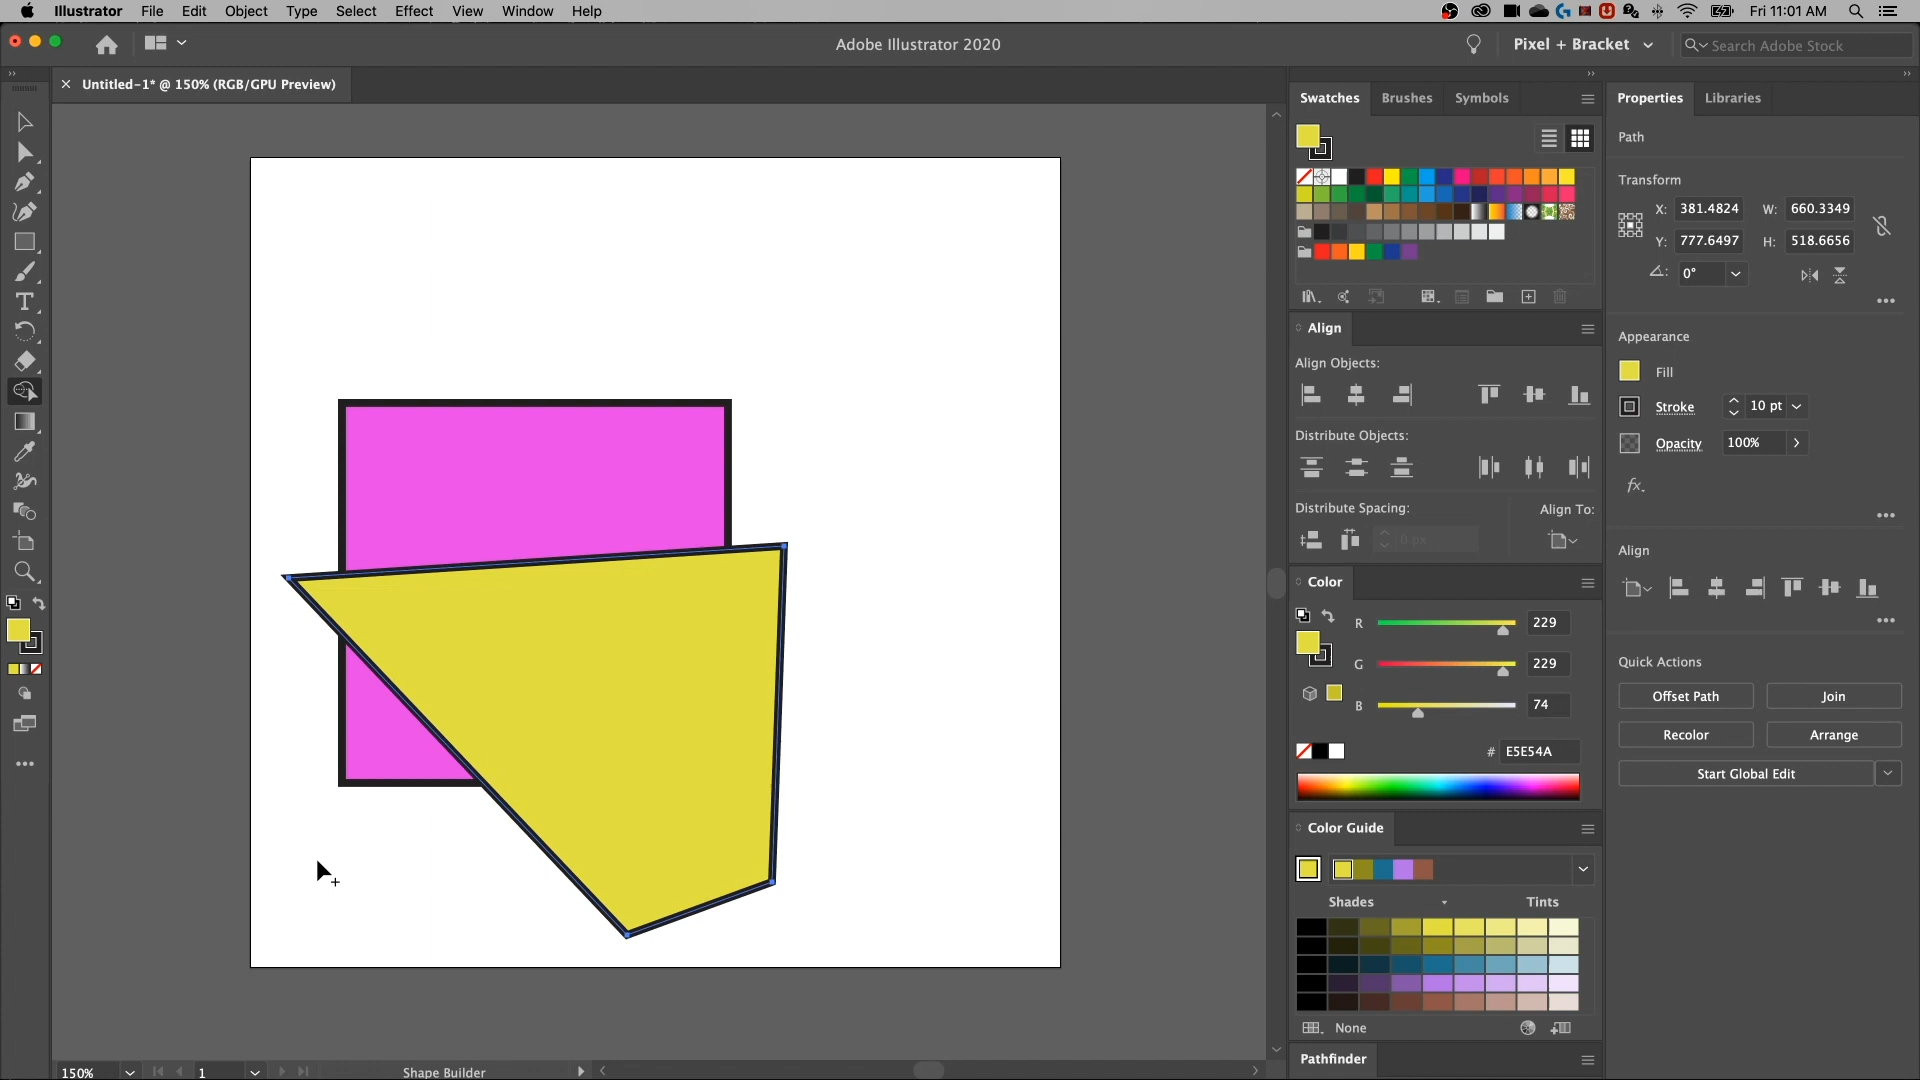 Illustrator File Edit Object Type Select Effect View Window Help Fri 11:01 AM
Adobe Illustrator 2020 Pixel + Bracket Search Adobe Stock
Untitled-1* @ 150% (RGB/GPU Preview)
Swatches Brushes Symbols
Align
Align Objects:
Distribute Objects:
Distribute Spacing: Align To:
0 px
Color
R 229
G 229
B 74
# E5E54A
Color Guide
Shades Tints
None
Pathfinder
Properties Libraries
Path
Transform
X: 381.4824 W: 660.3349
Y: 777.6497 H: 518.6656
0°
Appearance
Fill
Stroke 10 pt
Opacity 100%
fx.
Align
Quick Actions
Offset Path Join
Recolor Arrange
Start Global Edit
150% 1 Shape Builder